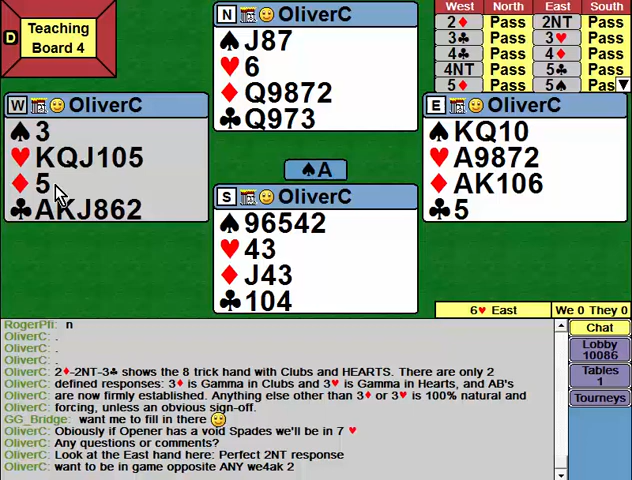 D
Teaching
Board 4
N OliverC
♠J87
♥6
♦Q9872
♣Q973
West North East South
2♦ Pass 2NT Pass
3♣ Pass 3♥ Pass
4♣ Pass 4♦ Pass
4NT Pass 5♣ Pass
5♦ Pass 5♠ Pas
W OliverC
♠3
♥KQJ105
♦5
♣AKJ862
♠A
E OliverC
♠KQ10
♥A9872
♦AK106
♣5
S OliverC
♠96542
♥43
♦J43
♣104
6♥ East We 0 They 0
RogerPfi: n
OliverC: .
OliverC: .
OliverC: .
OliverC: 2♦-2NT-3♣ shows the 8 trick hand with Clubs and HEARTS. There are only 2
defined responses: 3♦ is Gamma in Clubs and 3♥ is Gamma in Hearts, and AB's
are now firmly established. Anything else other than 3♦ or 3♥ is 100% natural and
forcing, unless an obvious sign-off.
GG_Bridge: want me to fill in there
OliverC: Obiously if Opener has a void Spades we'll be in 7 ♥
OliverC: Any questions or comments?
OliverC: Look at the East hand here: Perfect 2NT response
OliverC: want to be in game opposite ANY we4ak 2
Chat
Lobby
10086
Tables
1
Tourneys